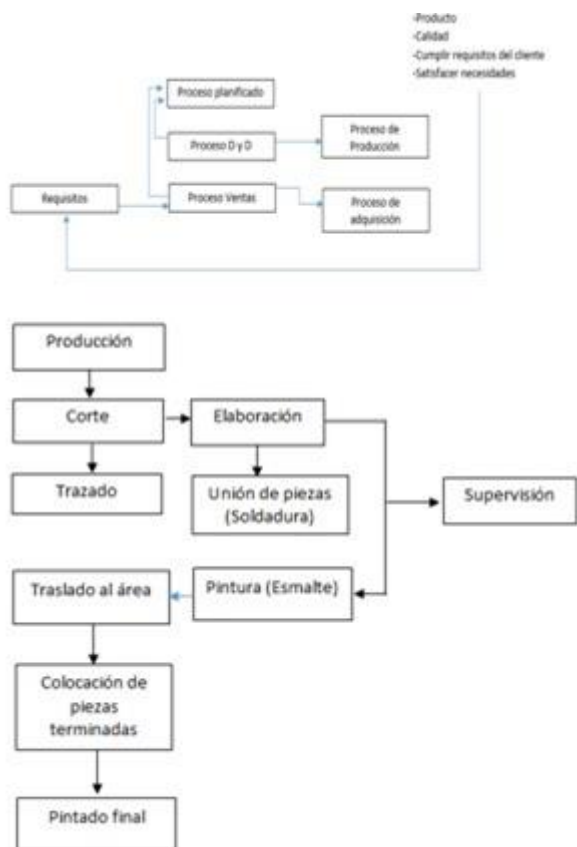 -Producto
-Calidad
-Cumplir requisitos del cliente
-Satisfacer necesidades
Proceso planificado
Proceso D y D
Proceso de
Producción
Requisitos
Proceso Ventas
Proceso de
adquisición
Producción
Corte
Elaboración
Trazado
Unión de piezas
(Soldadura)
Supervisión
Traslado al área
Pintura (Esmalte)
Colocación de
piezas
terminadas
Pintado final